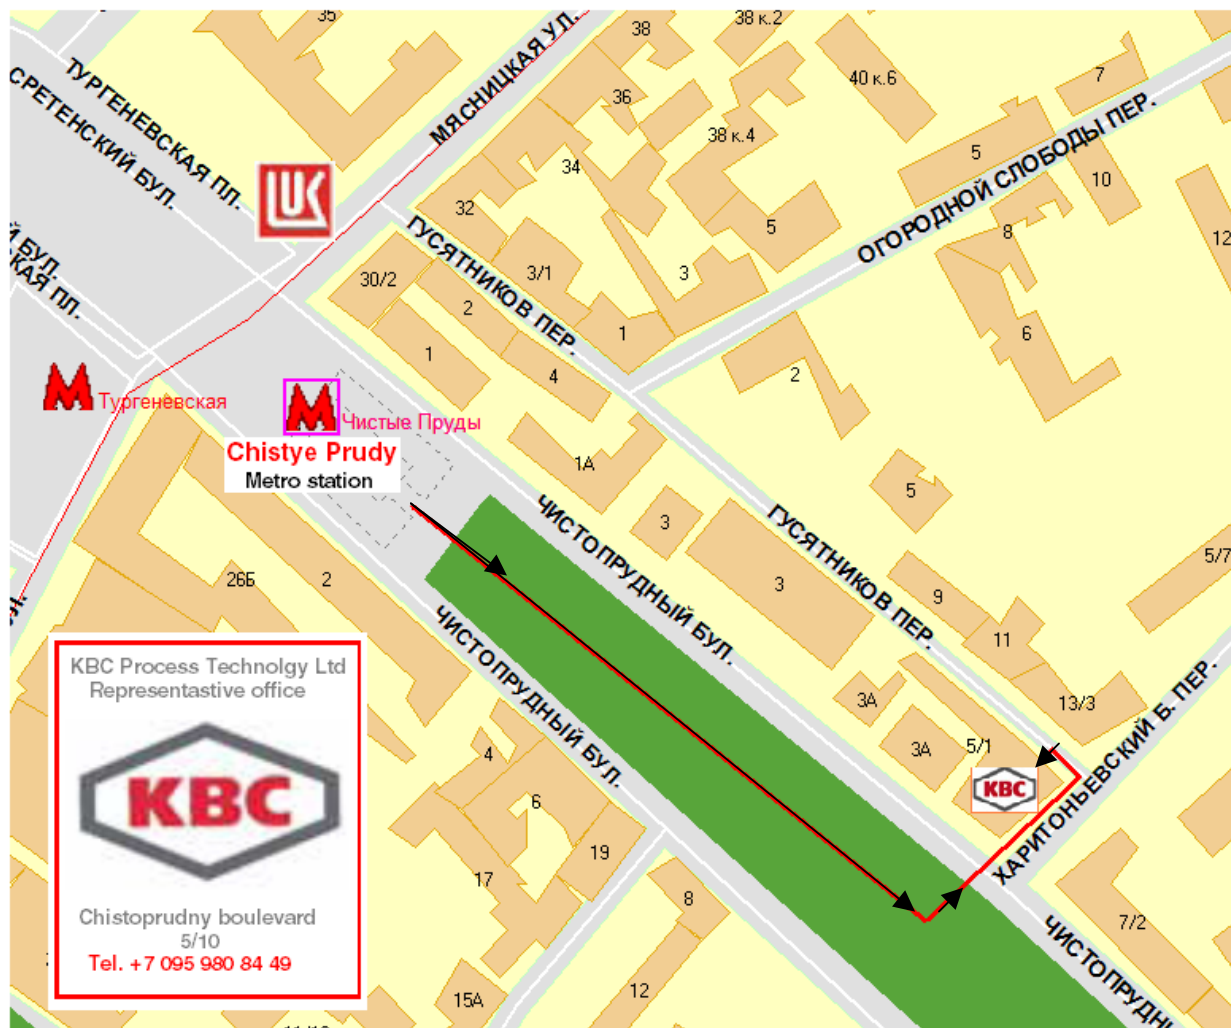 35
38
38 к.2
МЯСНИЦКАЯ УЛ.
ТУРГЕНЕВСКАЯ ПЛ.
СРЕТЕНСКИЙ БУЛ.
36
40 к.6
7
38 к.4
34
5
10
ОГОРОДНОЙ СЛОБОДЫ ПЕР.
LUK
32
5
8
12
ГУСЯТНИКОВ ПЕР.
Й БУЛ.
КАЯ ПЛ.
30/2
3/1
3
2
1
6
1
4
2
Тургеневская
Чистые Пруды
Chistye Prudy
Metro station
1А
5
3
ЧИСТОПРУДНЫЙ БУЛ.
ГУСЯТНИКОВ ПЕР.
5/7
26Б
2
3
9
11
ЧИСТОПРУДНЫЙ БУЛ.
KBC Process Technolgy Ltd
Representastive office
KBC
Chistoprudny boulevard
5/10
Tel. +7 095 980 84 49
3А
13/3
3А
5/1
KBC
ХАРИТОНЬЕВСКИЙ Б. ПЕР.
4
6
19
17
8
7/2
ЧИСТОПРУДНЫ
15А
12